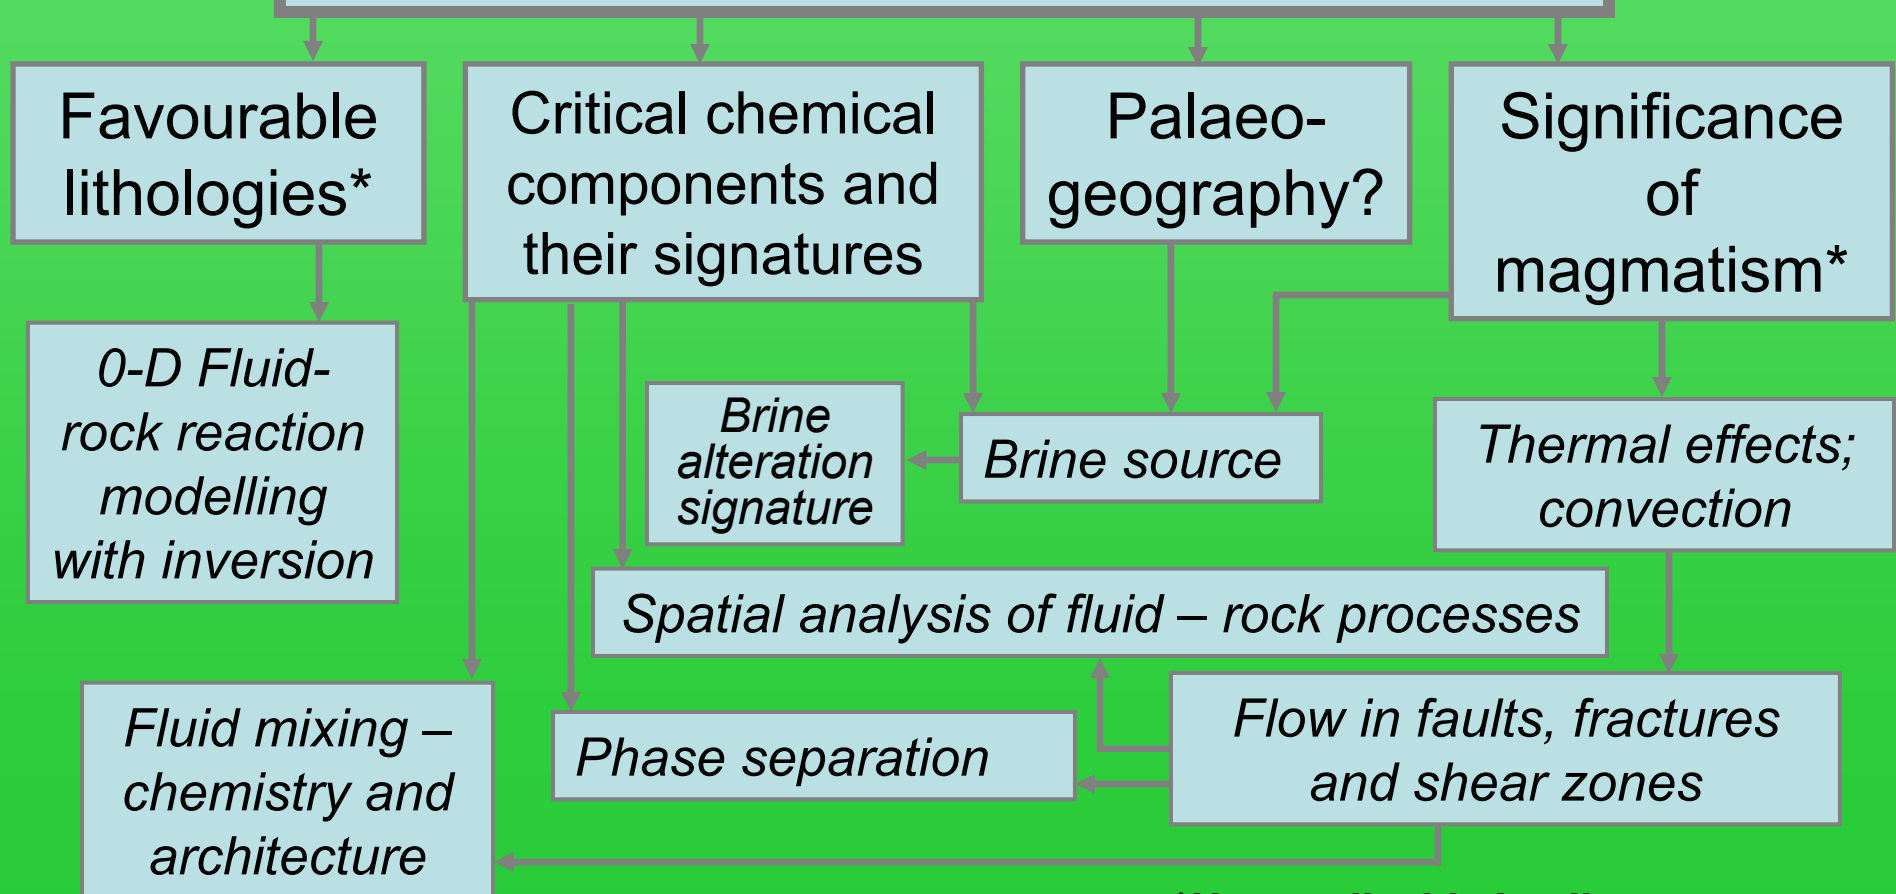 Favourable
lithologies*
Critical chemical
components and
their signatures
Palaeo-
geography?
Significance
of
magmatism*
0-D Fluid-
rock reaction
modelling
with inversion
Brine
alteration
signature
Brine source
Thermal effects;
convection
Spatial analysis of fluid – rock processes
Fluid mixing –
chemistry and
architecture
Phase separation
Flow in faults, fractures
and shear zones